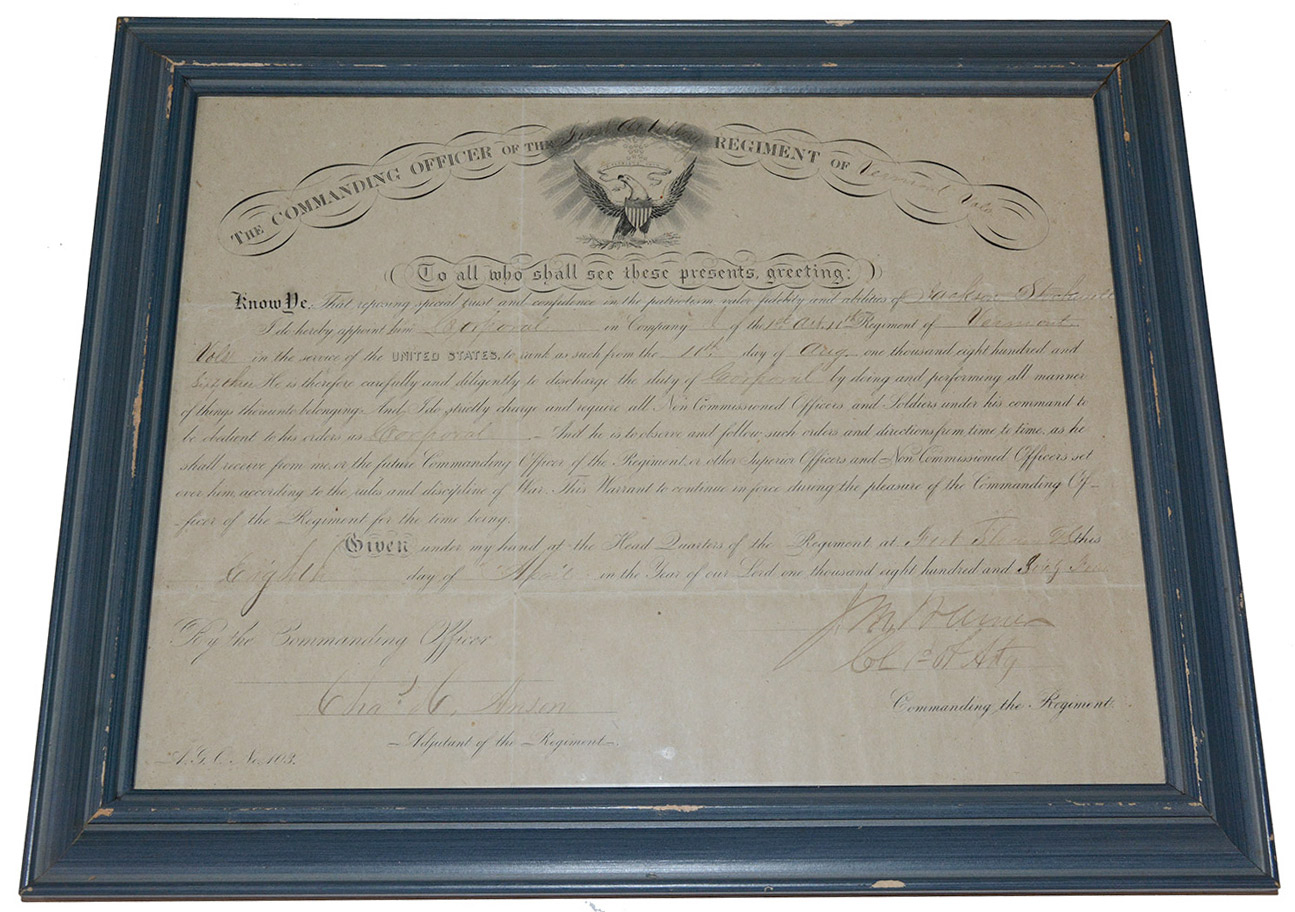 THE COMMANDING OFFICER OF THE First Artillery REGIMENT OF Vermont Vols
To all who shall see these presents, greeting:
Know Ye. That reposing special trust and confidence in the patriotism, valor, fidelity and abilities of Jackson
I do hereby appoint him Corporal in Company of the 1st Art. 11th Regiment of Vermont
Vols in the service of the UNITED STATES, to rank as such from the 11th day of Aug one thousand eight hundred and
Sixty three He is therefore carefully and diligently to discharge the duty of Corporal by doing and performing all manner
of things thereunto belonging. And I do strictly charge and require all Non Commissioned Officers and Soldiers under his command to
be obedient to his orders as Corporal And he is to observe and follow such orders and directions from time to time, as he
shall receive from me, or the future Commanding Officer of the Regiment or other Superior Officers and Non Commissioned Officers set
over him, according to the rules and discipline of War. This Warrant to continue in force during the pleasure of the Commanding Of-
-ficer of the Regiment for the time being.
Given under my hand at the Head Quarters of the Regiment at Fort this
Eighth day of April in the Year of our Lord one thousand eight hundred and Sixty Four
By the Commanding Officer
J M Warner
Col 1st Arty
Chas. C. Anson
Commanding the Regiment.
Adjutant of the Regiment.
A. G. O. No. 103.